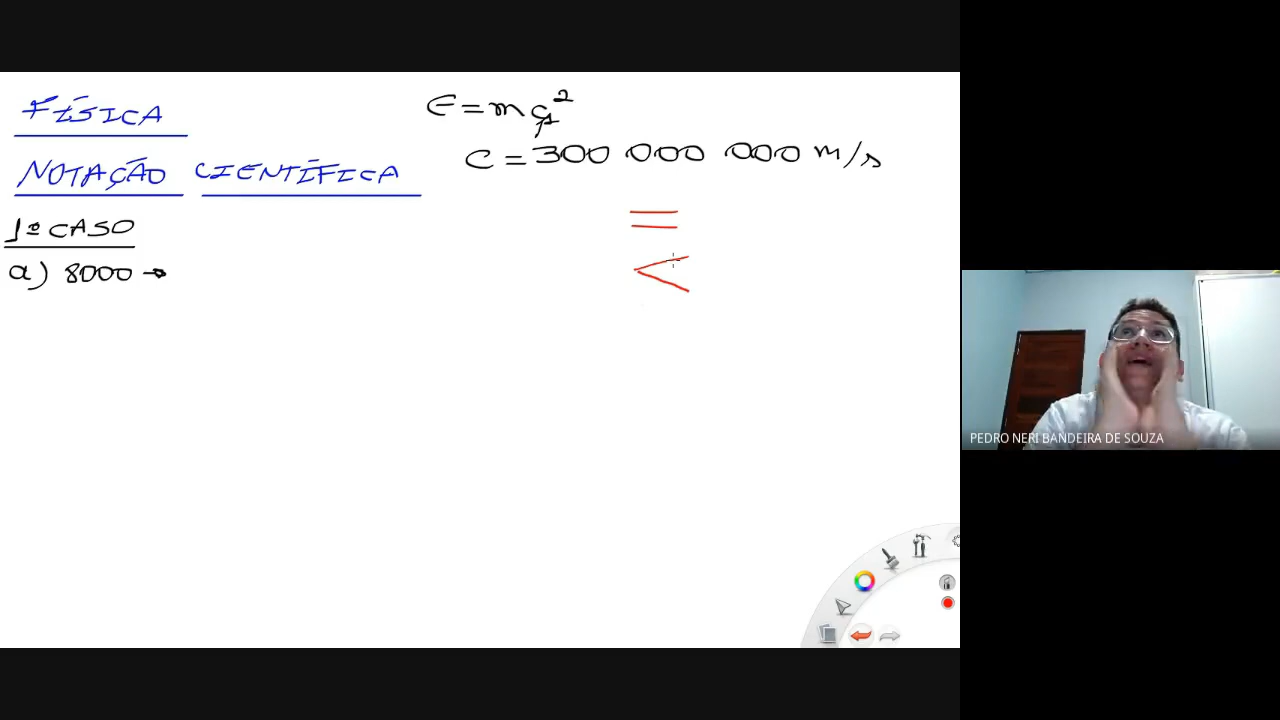 FÍSICA
NOTAÇÃO CIENTÍFICA
1º CASO
a) 8000 →
E = mc²
C = 300 000 000 m/s
=
<
PEDRO NERI BANDEIRA DE SOUZA